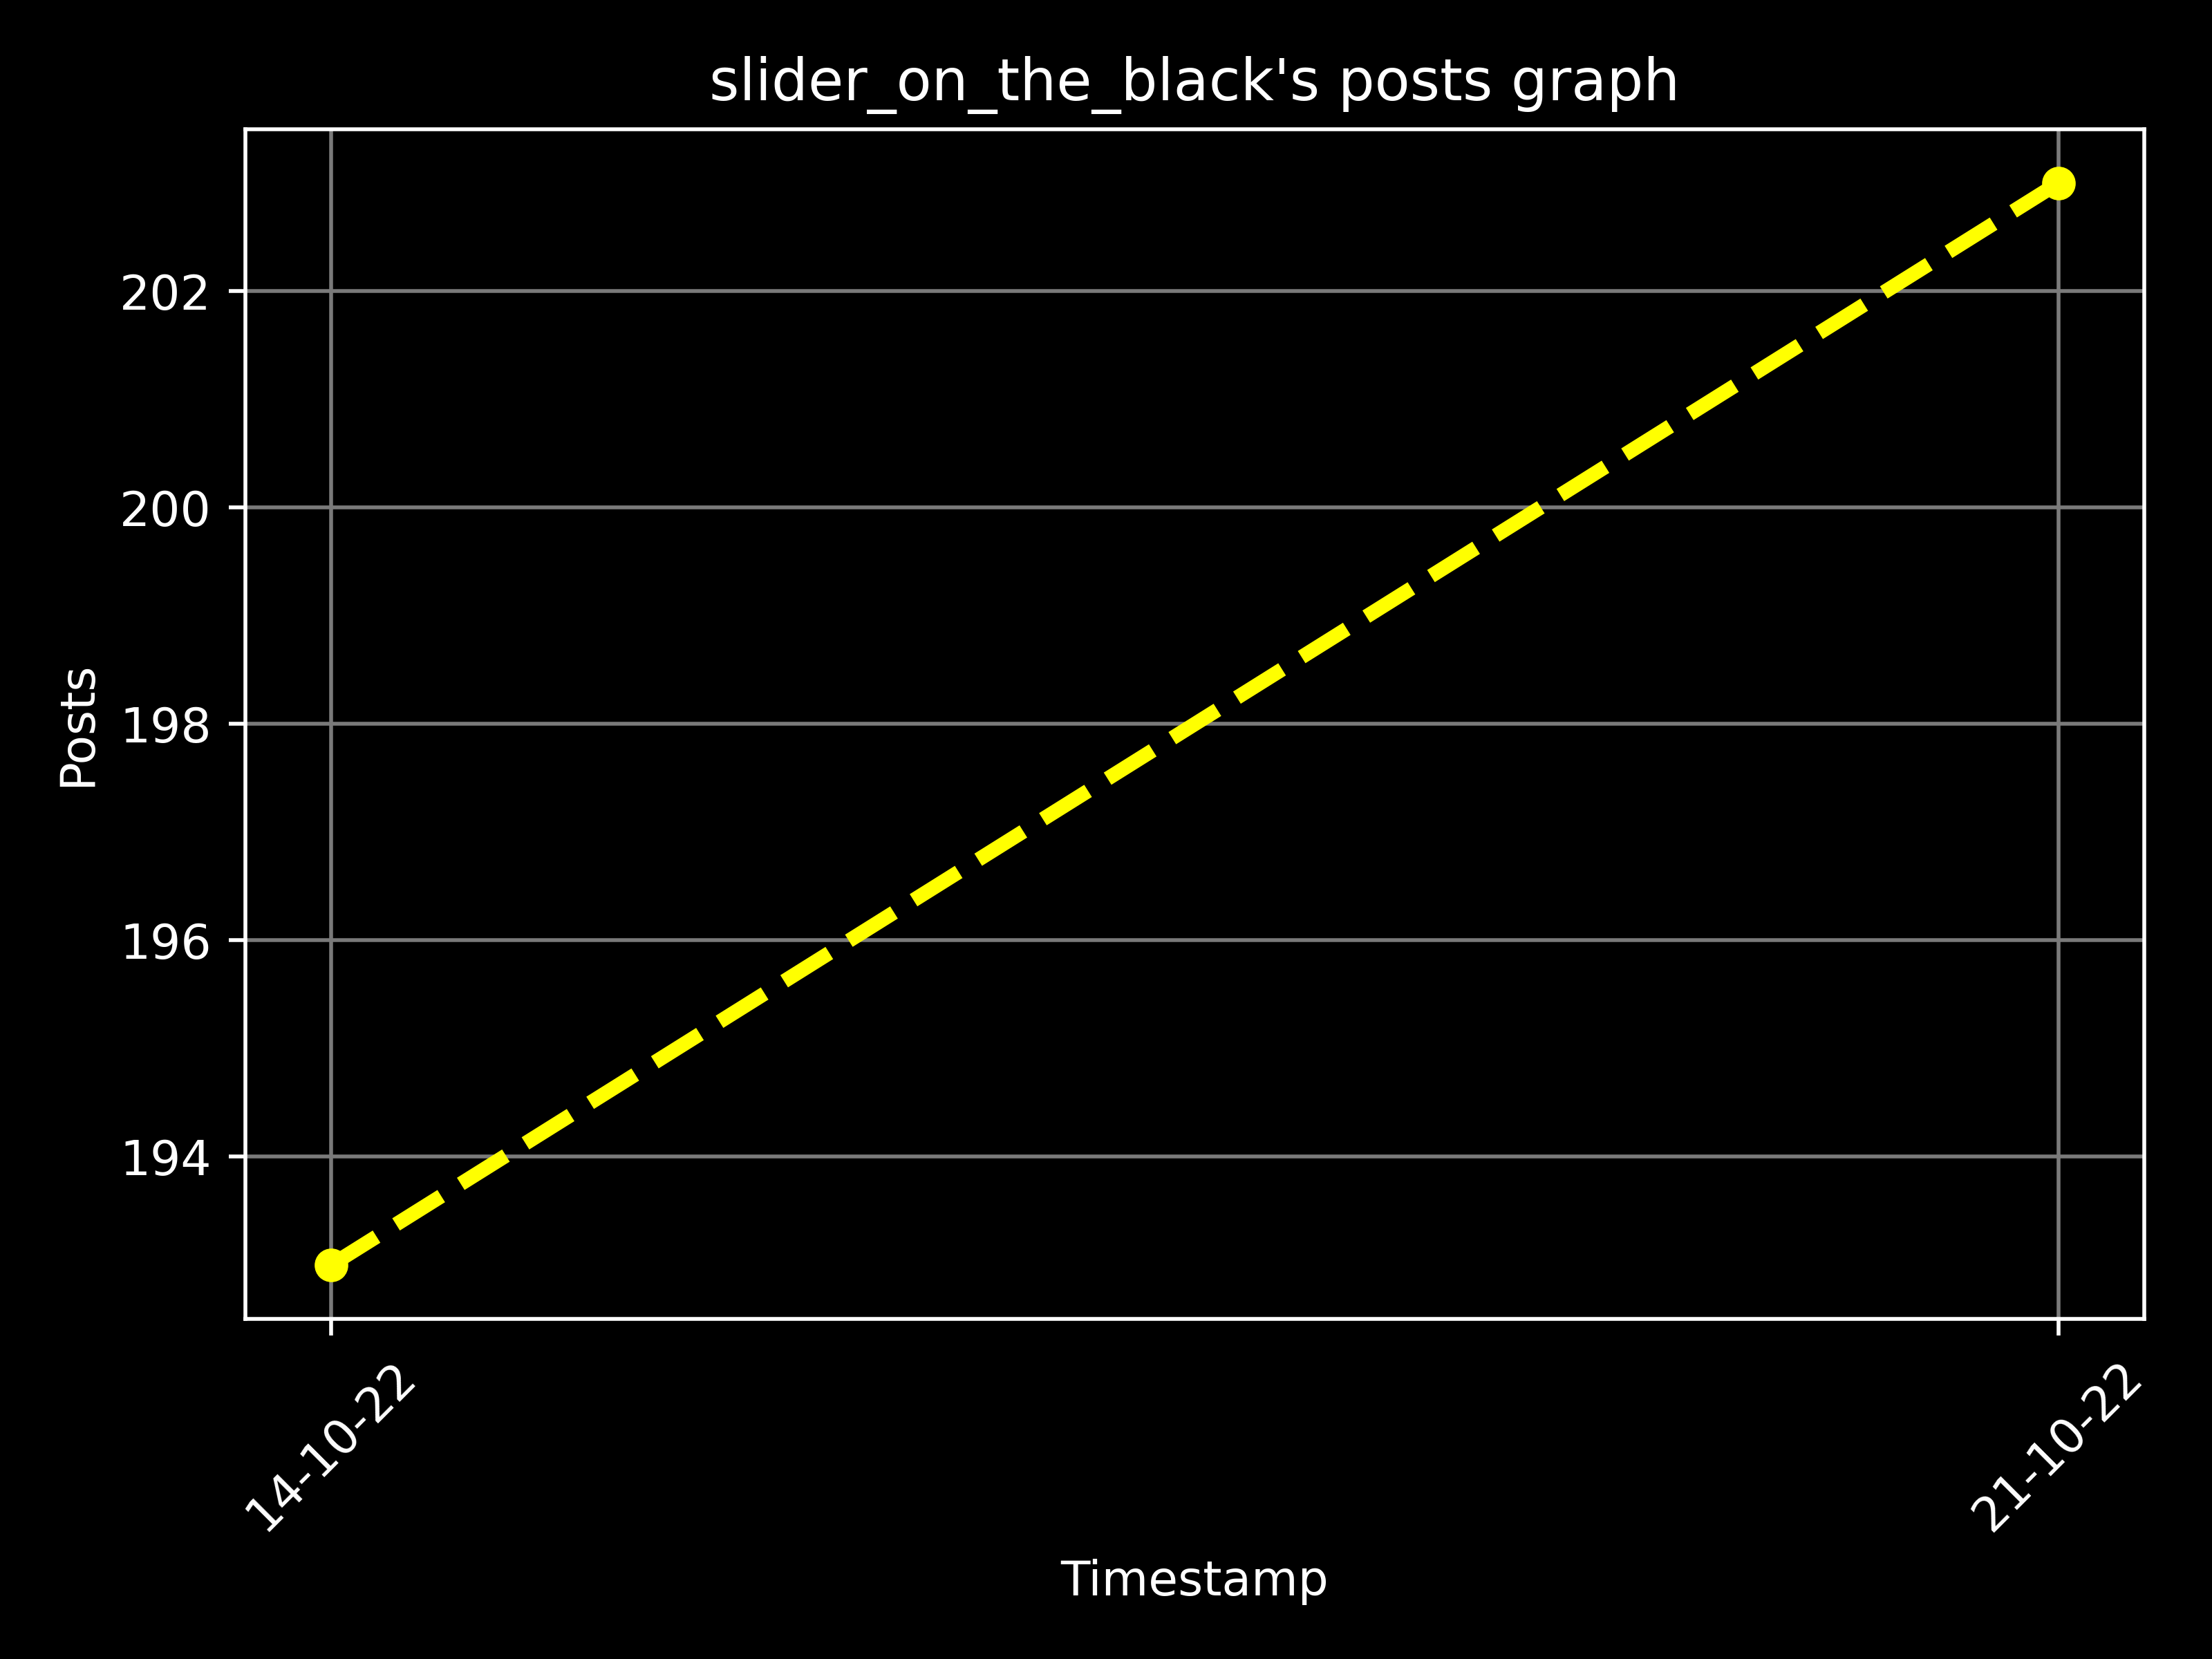 slider_on_the_black's posts graph
Posts
202
200
198
196
194
14-10-22
21-10-22
Timestamp